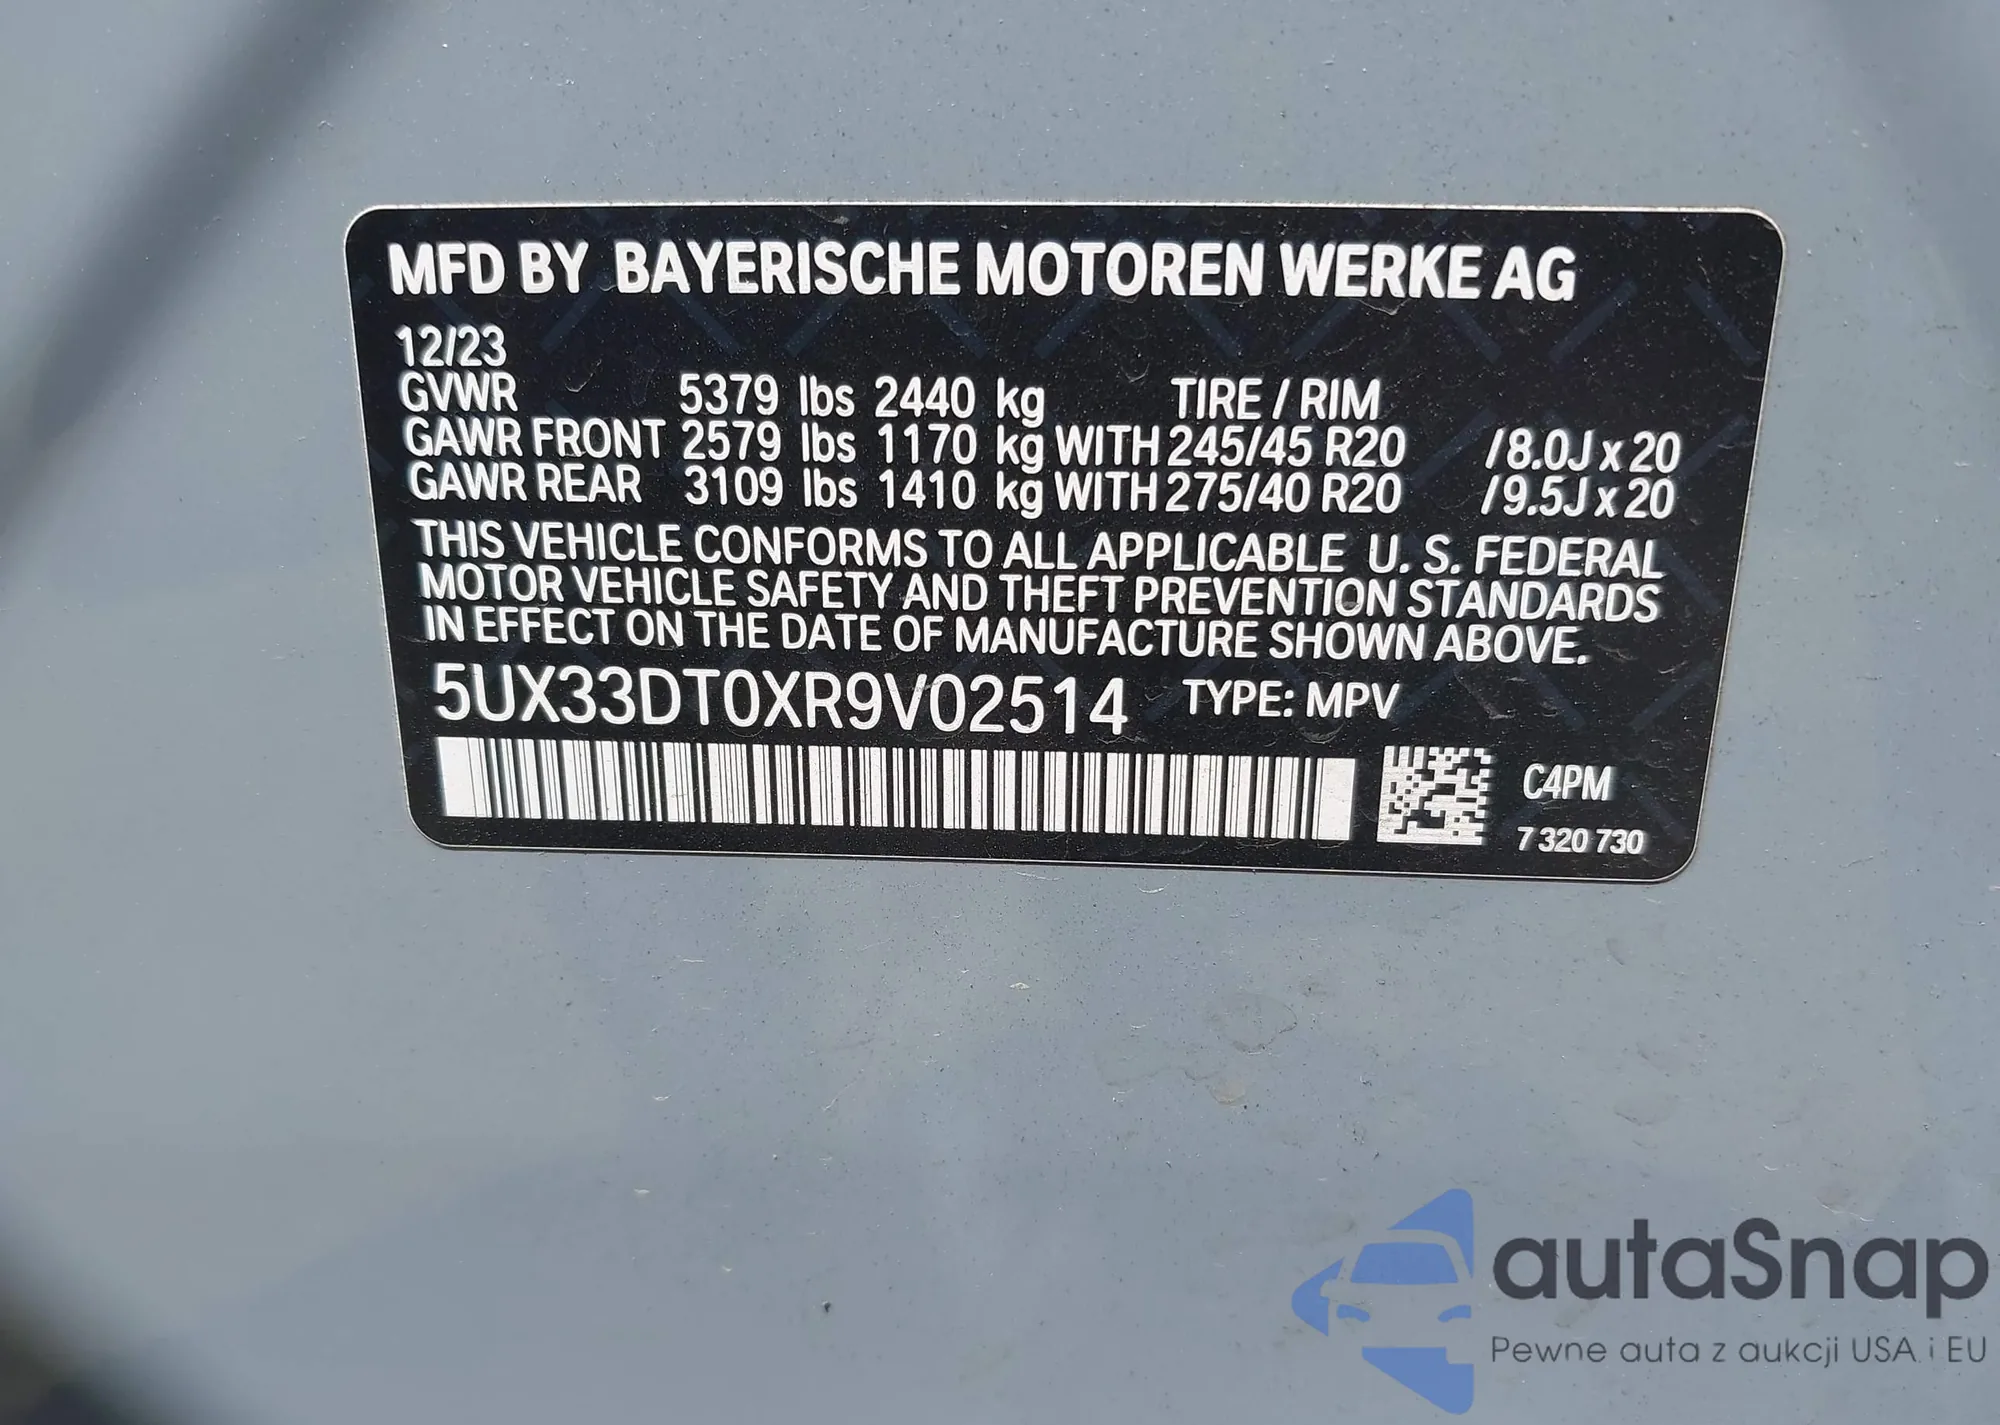 MFD BY BAYERISCHE MOTOREN WERKE AG
12/23
GVWR 5379 lbs 2440 kg TIRE / RIM
GAWR FRONT 2579 lbs 1170 kg WITH 245/45 R20 /8.0J x 20
GAWR REAR 3109 lbs 1410 kg WITH 275/40 R20 /9.5J x 20
THIS VEHICLE CONFORMS TO ALL APPLICABLE U. S. FEDERAL
MOTOR VEHICLE SAFETY AND THEFT PREVENTION STANDARDS
IN EFFECT ON THE DATE OF MANUFACTURE SHOWN ABOVE.
5UX33DT0XR9V02514 TYPE: MPV
C4PM
7 320 730
autaSnap
Pewne auta z aukcji USA i EU